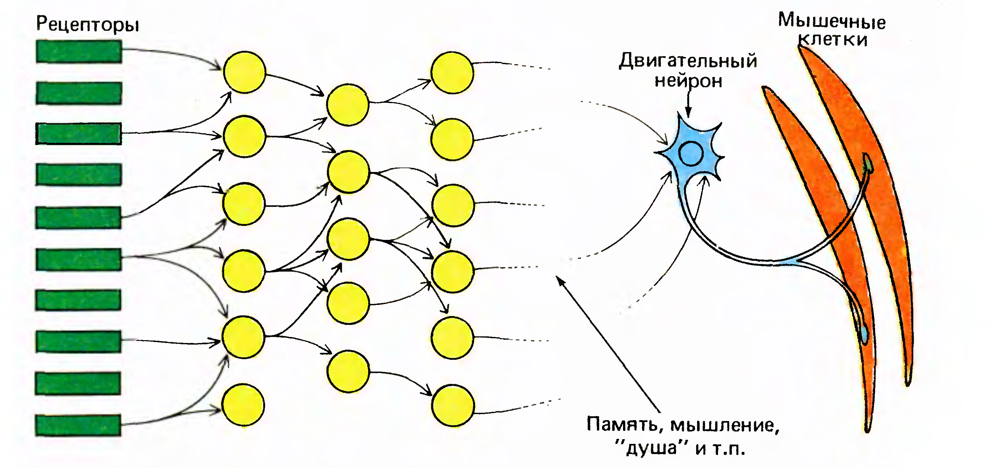 Рецепторы
Мышечные
клетки
Двигательный
нейрон
Память, мышление,
"душа" и т.п.